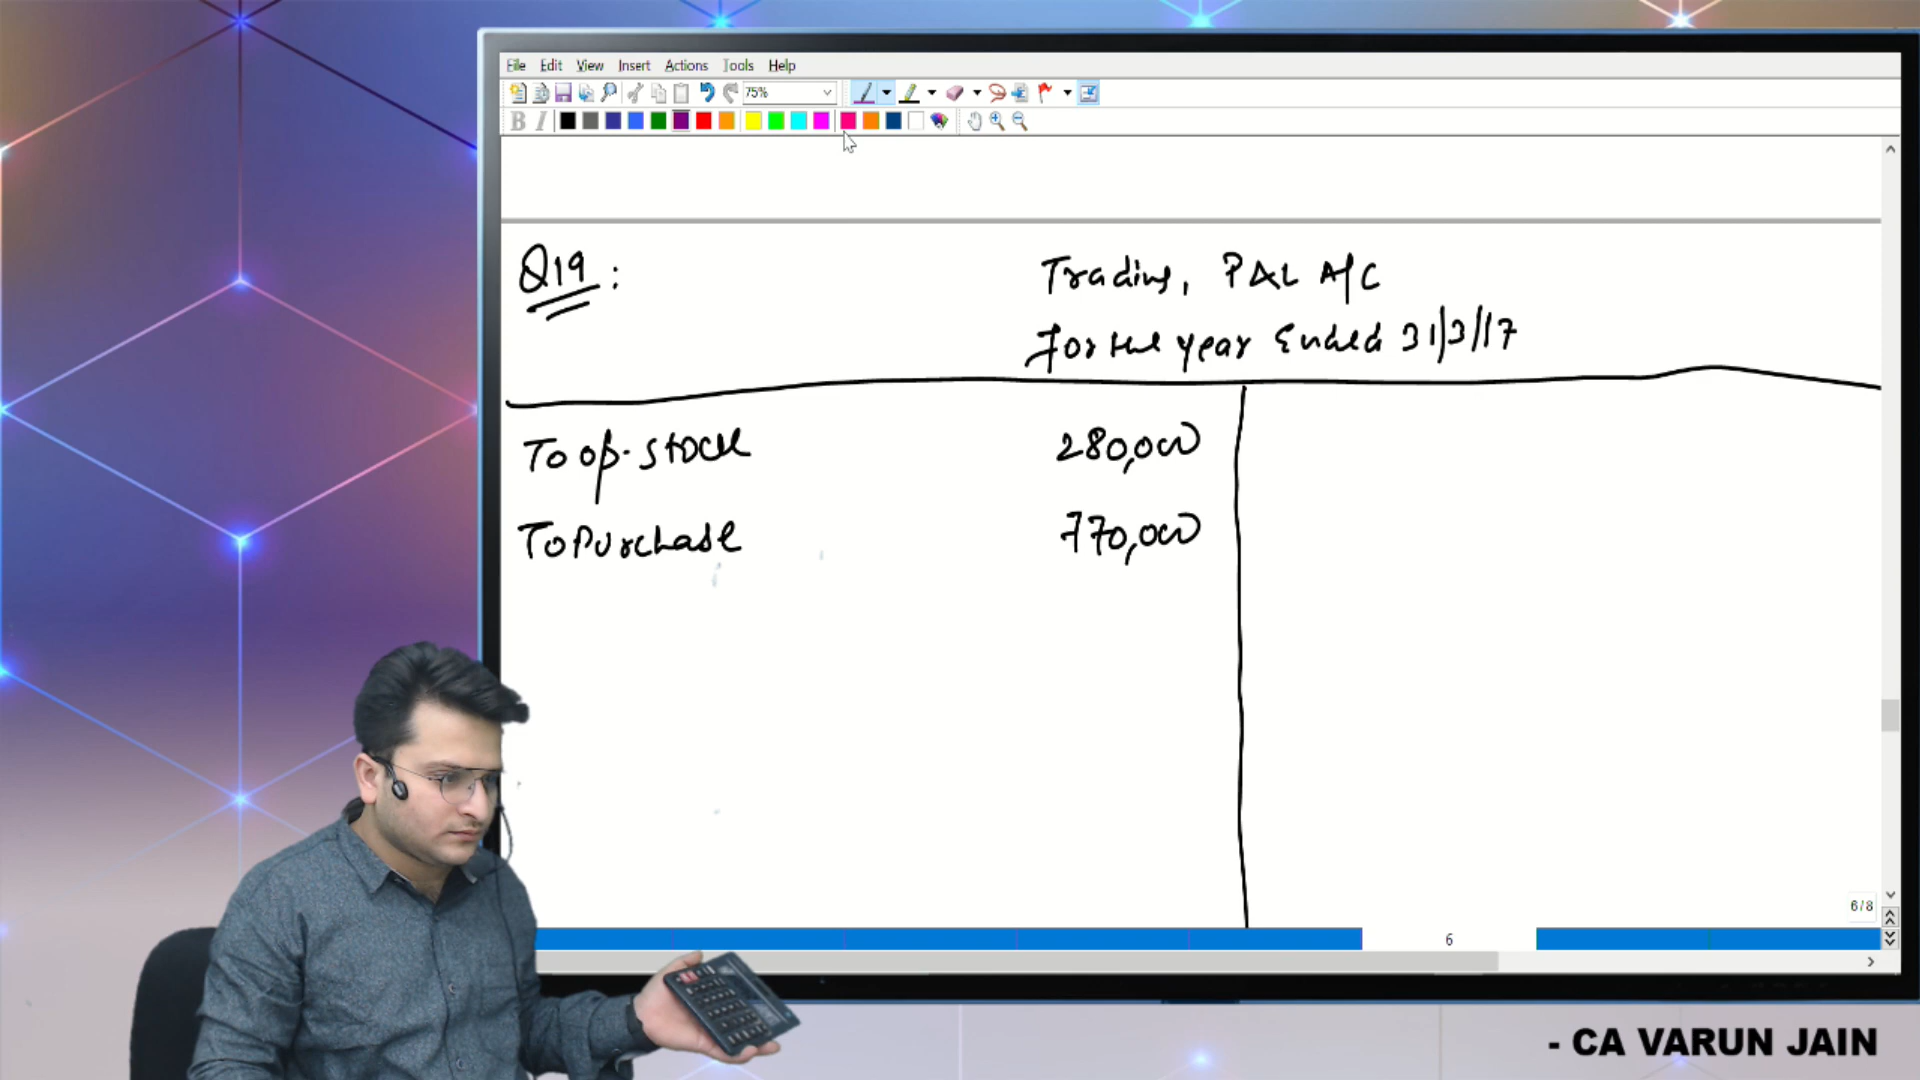 File Edit View Insert Actions Tools Help
75%
B I
Q19 :
Trading, P&L A/C
For the year Ended 31/3/17
To op. stock 280,000
To Purchase 770,000
6/8
6
- CA VARUN JAIN